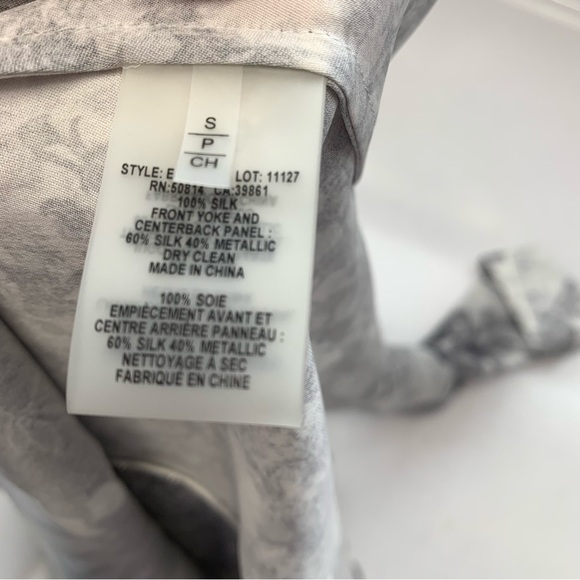 S
P
CH
STYLE: E LOT: 11127
RN:50814 CA:39861
100% SILK
FRONT YOKE AND
CENTERBACK PANEL :
60% SILK 40% METALLIC
DRY CLEAN
MADE IN CHINA
100% SOIE
EMPIÈCEMENT AVANT ET
CENTRE ARRIÈRE PANNEAU :
60% SILK 40% METALLIC
NETTOYAGE À SEC
FABRIQUÉ EN CHINE